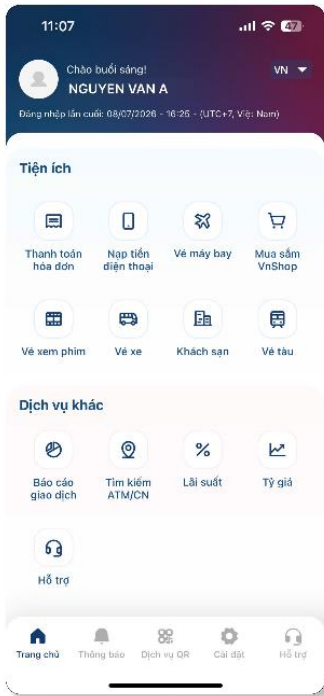 11:07
47
Chào buổi sáng!
VN
NGUYEN VAN A
Đăng nhập lần cuối: 08/07/2026 - 16:25 - (UTC+7, Việt Nam)
Tiện ích
Thanh toán Nạp tiền Vé máy bay Mua sắm
hóa đơn điện thoại VnShop
Vé xem phim Vé xe Khách sạn Vé tàu
Dịch vụ khác
Báo cáo Tìm kiếm Lãi suất Tỷ giá
giao dịch ATM/CN
Hỗ trợ
Trang chủ Thông báo Dịch vụ QR Cài đặt Hỗ trợ